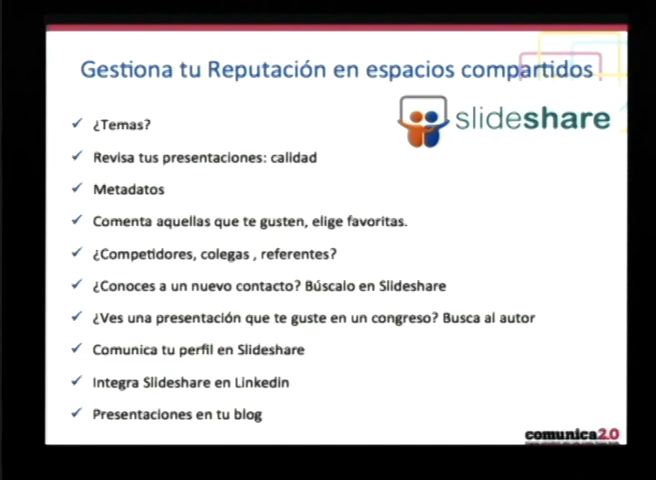 Gestiona tu Reputación en espacios compartidos
slideshare
✓ ¿Temas?
✓ Revisa tus presentaciones: calidad
✓ Metadatos
✓ Comenta aquellas que te gusten, elige favoritas.
✓ ¿Competidores, colegas , referentes?
✓ ¿Conoces a un nuevo contacto? Búscalo en Slideshare
✓ ¿Ves una presentación que te guste en un congreso? Busca al autor
✓ Comunica tu perfil en Slideshare
✓ Integra Slideshare en Linkedin
✓ Presentaciones en tu blog
comunica2.0